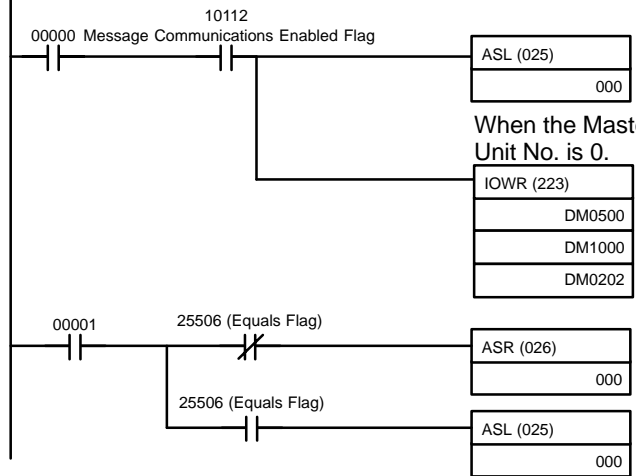 10112
00000 Message Communications Enabled Flag
ASL (025)
000
When the
Unit No. is 0.
IOWR (223)
DM0500
DM1000
DM0202
00001
25506 (Equals Flag)
ASR (026)
000
25506 (Equals Flag)
ASL (025)
000